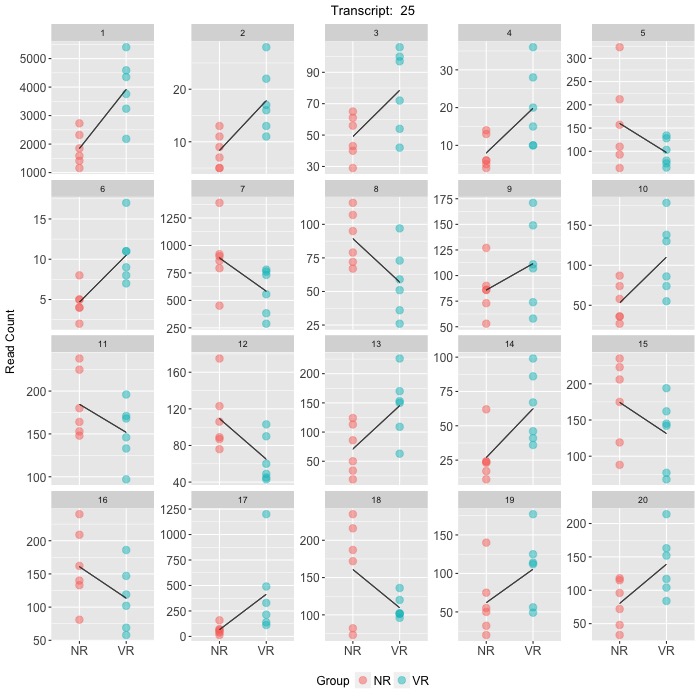 Transcript: 25
1 2 3 4 5
5000 4000 3000 2000 1000
20 10
90 70 50 30
30 20 10
300 250 200 150 100
6 7 8 9 10
15 10 5
1250 1000 750 500 250
100 75 50 25
175 150 125 100 75 50
150 100 50
Read Count
11 12 13 14 15
200 150 100
160 120 80 40
200 150 100 50
100 75 50 25
200 150 100
16 17 18 19 20
200 150 100 50
1250 1000 750 500 250 0
200 150 100
150 100 50
200 150 100 50
NR VR NR VR NR VR NR VR NR VR
Group NR VR